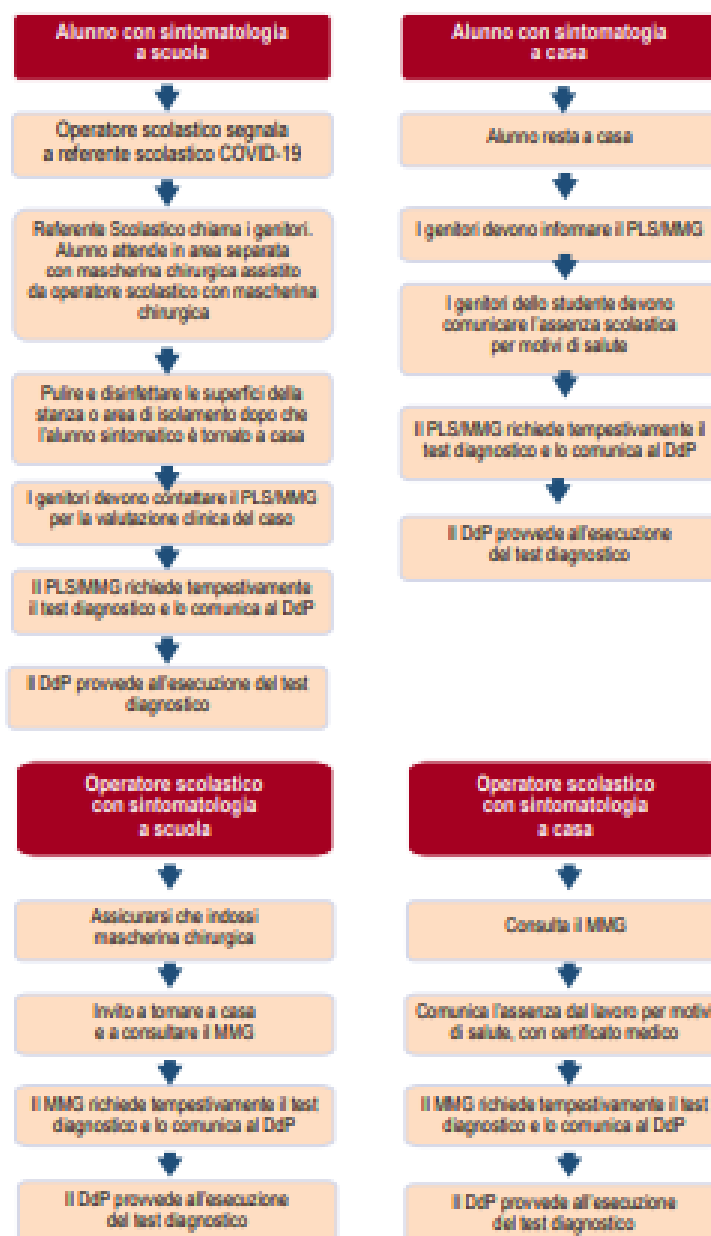 Alunno con sintomatologia
a scuola
Operatore scolastico segnala
a referente scolastico COVID-19
Referente Scolastico chiama i genitori.
Alunno attende in area separata
con mascherina chirurgica assistito
da operatore scolastico con mascherina
chirurgica
Pulire e disinfettare le superfici della
stanza o area di isolamento dopo che
l'alunno sintomatico è tornato a casa
I genitori devono contattare il PLS/MMG
per la valutazione clinica del caso
Il PLS/MMG richiede tempestivamente
il test diagnostico e lo comunica al DdP
Il DdP provvede all'esecuzione del test
diagnostico
Alunno con sintomatogia
a casa
Alunno resta a casa
I genitori devono informare il PLS/MMG
I genitori dello studente devono
comunicare l'assenza scolastica
per motivi di salute
Il PLS/MMG richiede tempestivamente il
test diagnostico e lo comunica al DdP
Il DdP provvede all'esecuzione
del test diagnostico
Operatore scolastico
con sintomatologia
a scuola
Assicurarsi che indossi
mascherina chirurgica
Invito a tornare a casa
e a consultare il MMG
Il MMG richiede tempestivamente il test
diagnostico e lo comunica al DdP
Il DdP provvede all'esecuzione
del test diagnostico
Operatore scolastico
con sintomatologia
a casa
Consulta il MMG
Comunica l'assenza dal lavoro per motivi
di salute, con certificato medico
Il MMG richiede tempestivamente il test
diagnostico e lo comunica al DdP
Il DdP provvede all'esecuzione
del test diagnostico